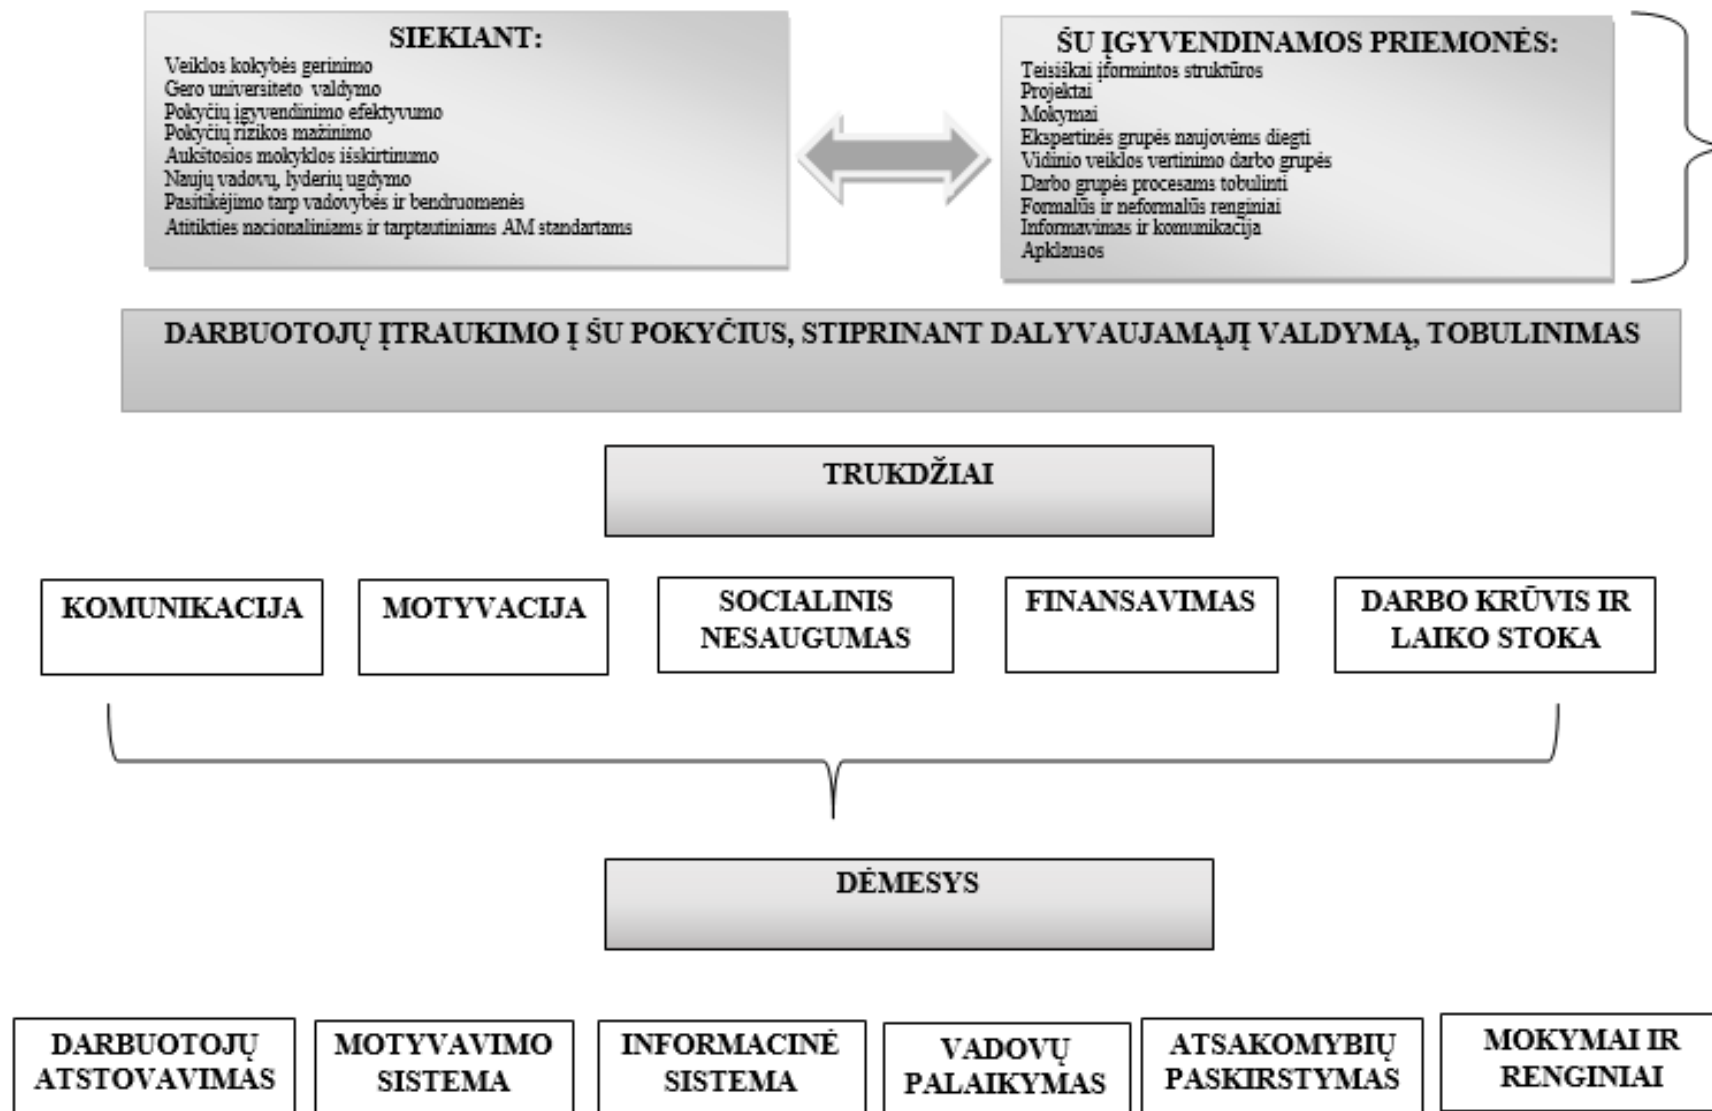 SIEKIANT:
Veiklos kokybės gerinimo
Gero universiteto valdymo
Pokyčių įgyvendinimo efektyvumo
Pokyčių rizikos mažinimo
Aukštosios mokyklos išskirtinumo
Naujų vadovų, lyderių ugdymo
Pasitikėjimo tarp vadovybės ir bendruomenės
Atitikties nacionaliniams ir tarptautiniams AM standartams
ŠU ĮGYVENDINAMOS PRIEMONĖS:
Teisiškai įformintos struktūros
Projektai
Mokymai
Ekspertinės grupės naujovėms diegti
Vidinio veiklos vertinimo darbo grupės
Darbo grupės procesams tobulinti
Formalūs ir neformalūs renginiai
Informavimas ir komunikacija
Apklausos
DARBUOTOJŲ ĮTRAUKIMO Į ŠU POKYČIUS, STIPRINANT DALYVAUJAMĄJĮ VALDYMĄ, TOBULINIMAS
TRUKDŽIAI
KOMUNIKACIJA
MOTYVACIJA
SOCIALINIS
NESAUGUMAS
FINANSAVIMAS
DARBO KRŪVIS IR
LAIKO STOKA
DĖMESYS
DARBUOTOJŲ
ATSTOVAVIMAS
MOTYVAVIMO
SISTEMA
INFORMACINĖ
SISTEMA
VADOVŲ
PALAIKYMAS
ATSAKOMYBIŲ
PASKIRSTYMAS
MOKYMAI IR
RENGINIAI